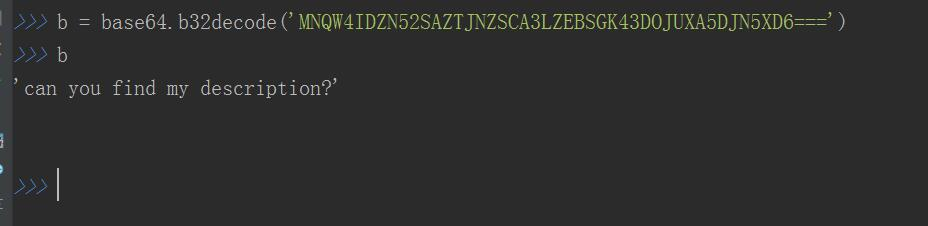 >>> b = base64.b32decode('MNQW4IDZN52SAZTJNZSCA3LZEBSGK43DOJUXA5DJN5XD6===')
>>> b
'can you find my description?'
>>>